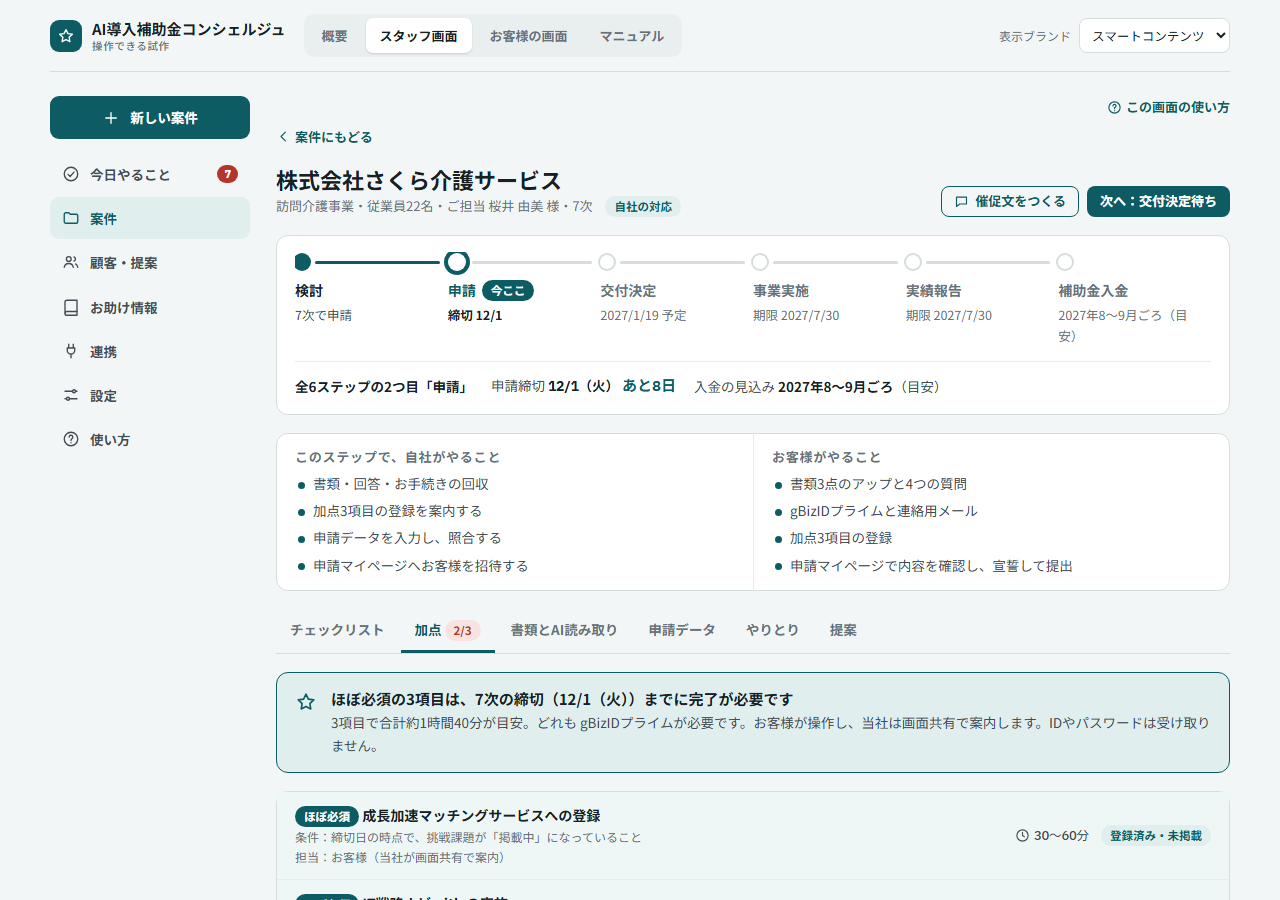 AI導入補助金コンシェルジュ
操作できる試作
概要
スタッフ画面
お客様の画面
マニュアル
表示ブランド
スマートコンテンツ
新しい案件
今日やること
7
案件
顧客・提案
お助け情報
連携
設定
使い方
この画面の使い方
案件にもどる
株式会社さくら介護サービス
訪問介護事業・従業員22名・ご担当 桜井 由美 様・7次
自社の対応
催促文をつくる
次へ：交付決定待ち
検討
7次で申請
申請
今ここ
締切 12/1
交付決定
2027/1/19 予定
事業実施
期限 2027/7/30
実績報告
期限 2027/7/30
補助金入金
2027年8〜9月ごろ（目
安）
全6ステップの2つ目「申請」
申請締切 12/1（火） あと8日
入金の見込み 2027年8〜9月ごろ（目安）
このステップで、自社がやること
書類・回答・お手続きの回収
加点3項目の登録を案内する
申請データを入力し、照合する
申請マイページへお客様を招待する
お客様がやること
書類3点のアップと4つの質問
gBizIDプライムと連絡用メール
加点3項目の登録
申請マイページで内容を確認し、宣誓して提出
チェックリスト
加点 2/3
書類とAI読み取り
申請データ
やりとり
提案
ほぼ必須の3項目は、7次の締切（12/1（火））までに完了が必要です
3項目で合計約1時間40分が目安。どれも gBizIDプライムが必要です。お客様が操作し、当社は画面共有で案内します。IDやパスワードは受け取り
ません。
ほぼ必須 成長加速マッチングサービスへの登録
条件：締切日の時点で、挑戦課題が「掲載中」になっていること
担当：お客様（当社が画面共有で案内）
30〜60分
登録済み・未掲載